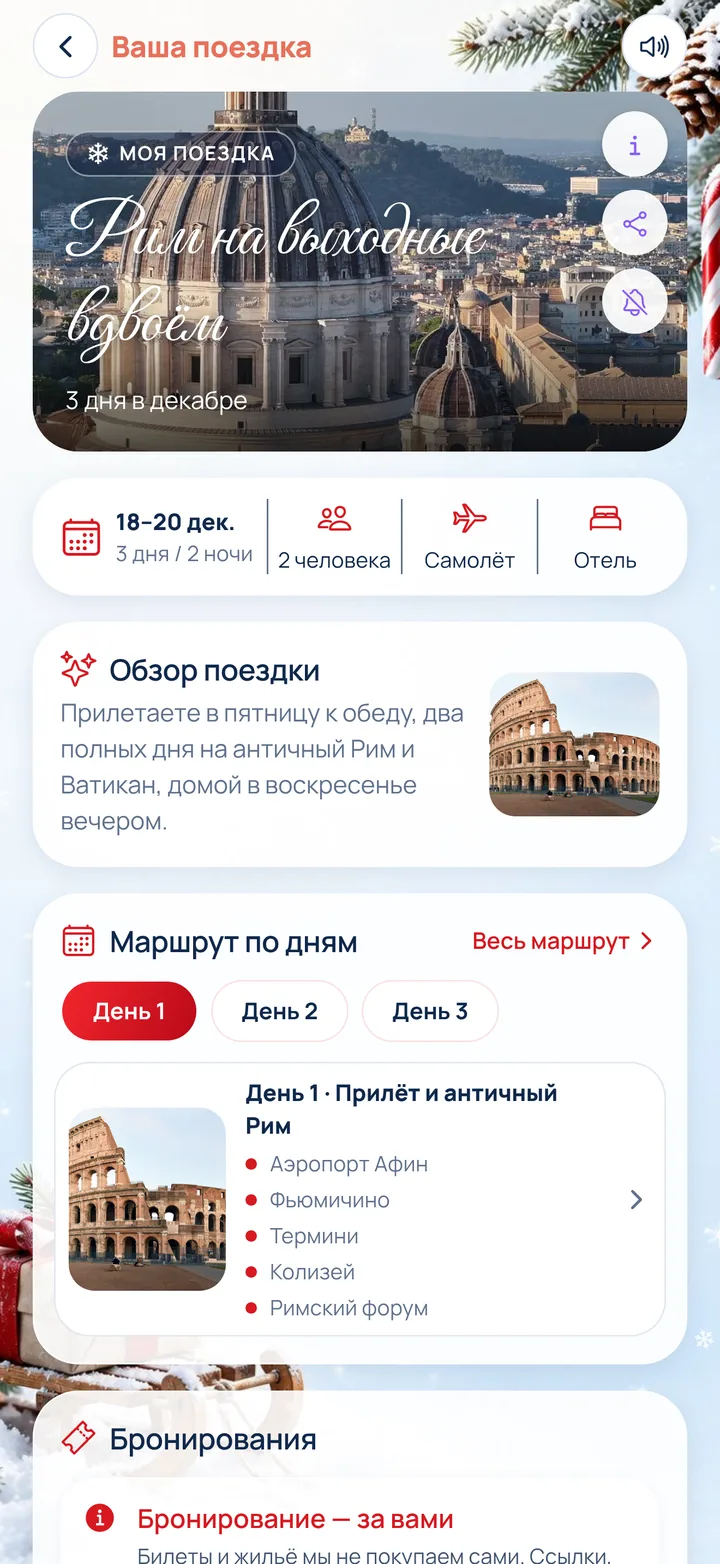 Ваша поездка
МОЯ ПОЕЗДКА
Рим на выходные
вдвоём
3 дня в декабре
18–20 дек.
3 дня / 2 ночи
2 человека
Самолёт
Отель
Обзор поездки
Прилетаете в пятницу к обеду, два
полных дня на античный Рим и
Ватикан, домой в воскресенье
вечером.
Маршрут по дням
Весь маршрут
День 1
День 2
День 3
День 1 · Прилёт и античный
Рим
Аэропорт Афин
Фьюмичино
Термини
Колизей
Римский форум
Бронирования
Бронирование — за вами
Билеты и жильё мы не покупаем сами. Ссылки.